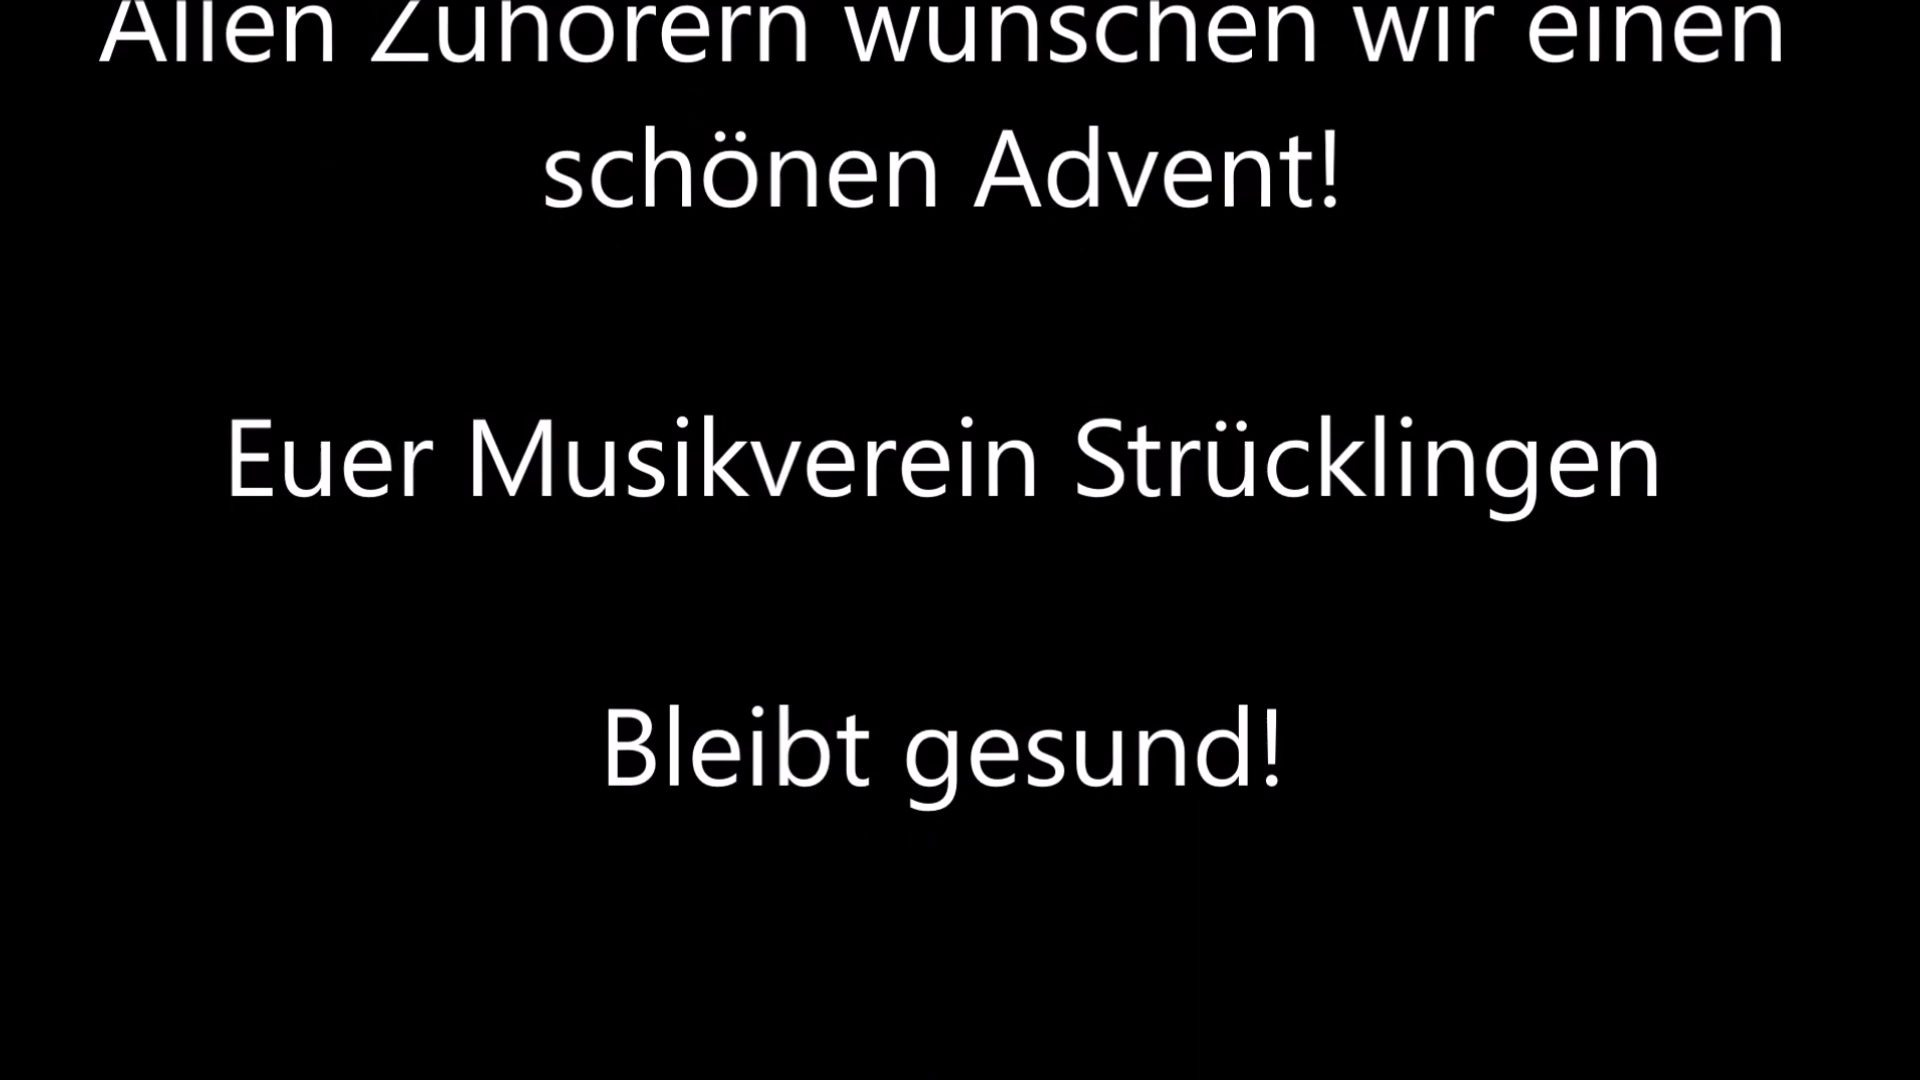 Allen Zuhörern wünschen wir einen
schönen Advent!
Euer Musikverein Strücklingen
Bleibt gesund!